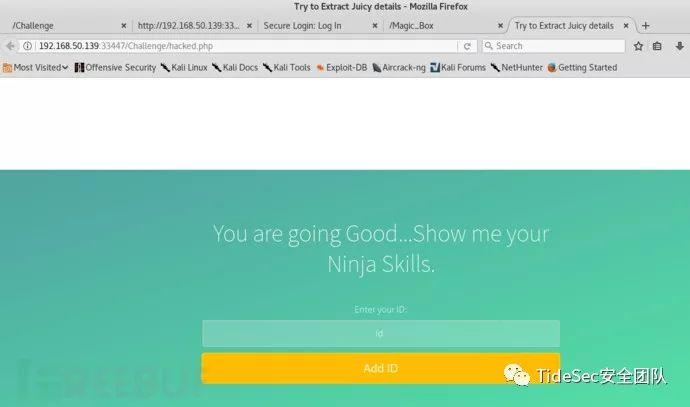 Try to Extract Juicy details - Mozilla Firefox
/Challenge
http://192.168.50.139:33...
Secure Login: Log In
/Magic_Box
Try to Extract Juicy details
192.168.50.139:33447/Challenge/hacked.php
Search
Most Visited
Offensive Security
Kali Linux
Kali Docs
Kali Tools
Exploit-DB
Aircrack-ng
Kali Forums
NetHunter
Getting Started
You are going Good...Show me your
Ninja Skills.
Enter your ID:
id
Add ID
FREEBUF
TideSec安全团队